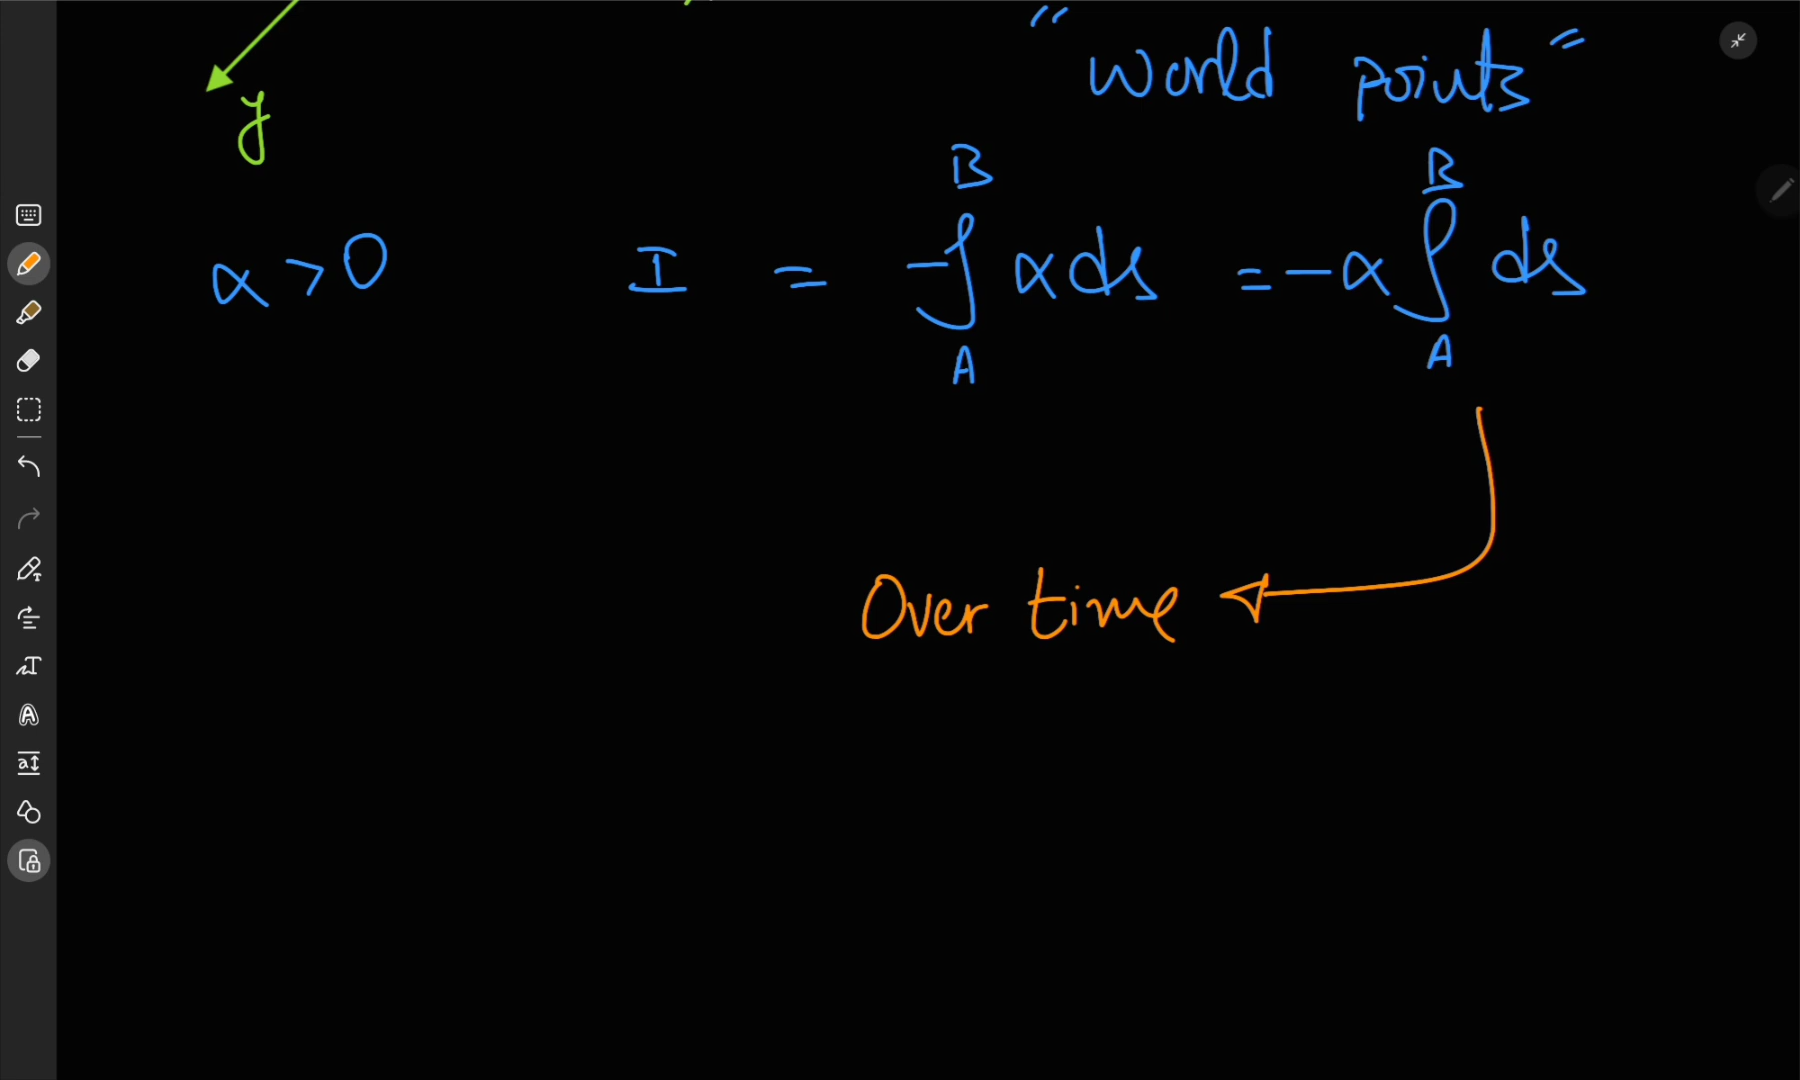 "World points"
y
α > 0 I = -∫_A^B α ds = -α ∫_A^B ds
Over time